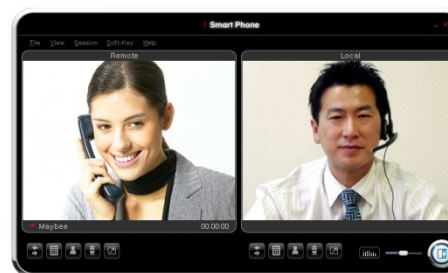 Smart Phone
File View Session Soft-Key Help
Remote
Local
Maybee 00:00:00